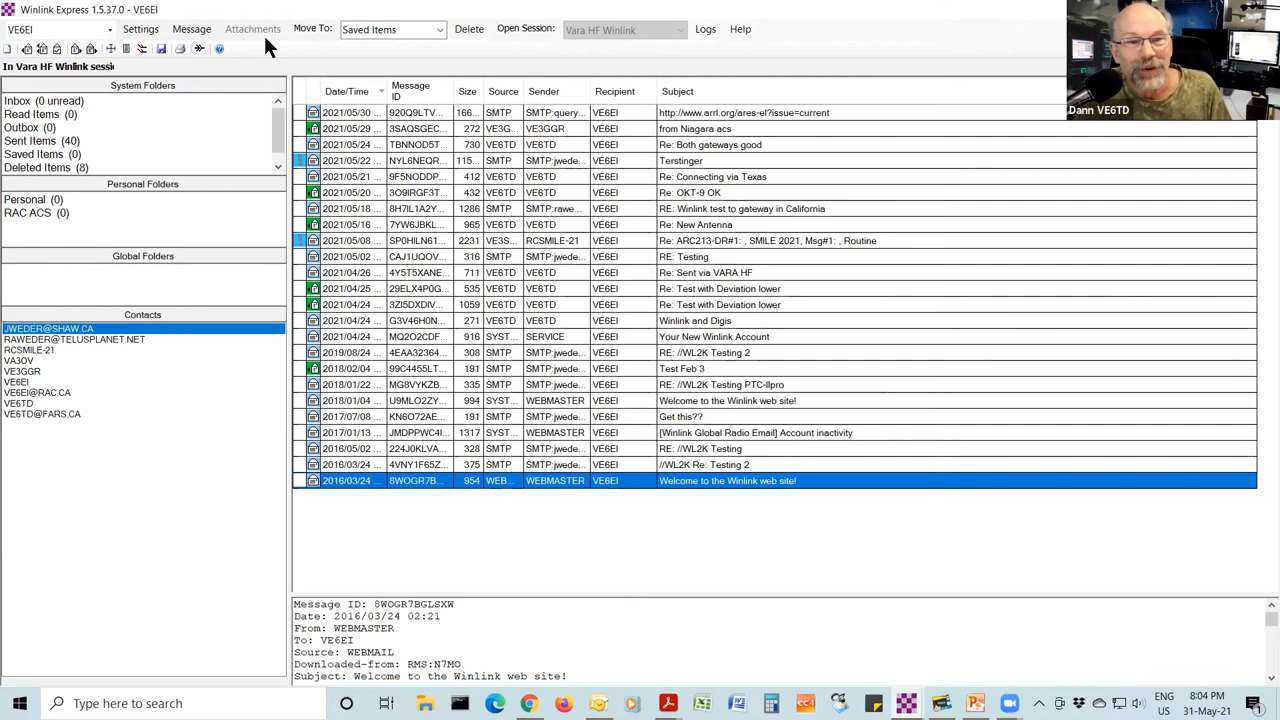 Winlink Express 1.5.37.0 - VE6EI
VE6EI Settings Message Attachments Move To: Saved Items Delete Open Session: Vara HF Winlink Logs Help
In Vara HF Winlink sessi
System Folders
Inbox (0 unread)
Read Items (0)
Outbox (0)
Sent Items (40)
Saved Items (0)
Deleted Items (8)
Personal Folders
Personal (0)
RAC ACS (0)
Global Folders
Contacts
JWEDER@SHAW.CA
RAWEDER@TELUSPLANET.NET
RCSMILE-21
VA3OV
VE3GGR
VE6EI
VE6EI@RAC.CA
VE6TD
VE6TD@FARS.CA
Date/Time Message ID Size Source Sender Recipient Subject
2021/05/30 ... 920Q9LTV... 166... SMTP SMTP:query... VE6EI http://www.arrl.org/ares-el?issue=current
2021/05/29 ... 3SAQSGEC... 272 VE3G... VE3GGR VE6EI from Niagara acs
2021/05/24 ... TBNNOD5T... 730 VE6TD VE6TD VE6EI Re: Both gateways good
2021/05/22 ... NYL6NEQR... 115... SMTP SMTP:jwede... VE6EI Terstinger
2021/05/21 ... 9F5NODDP... 412 VE6TD VE6TD VE6EI Re: Connecting via Texas
2021/05/20 ... 3O9IRGF3T... 432 VE6TD VE6TD VE6EI Re: OKT-9 OK
2021/05/18 ... 8H7IL1A2Y... 1286 SMTP SMTP:rawe... VE6EI RE: Winlink test to gateway in California
2021/05/16 ... 7YW6JBKL... 965 VE6TD VE6TD VE6EI Re: New Antenna
2021/05/08 ... SP0HILN61... 2231 VE3S... RCSMILE-21 VE6EI Re: ARC213-DR#1: , SMILE 2021, Msg#1: , Routine
2021/05/02 ... CAJ1UQOV... 316 SMTP SMTP:jwede... VE6EI RE: Testing
2021/04/26 ... 4Y5T5XANE... 711 VE6TD VE6TD VE6EI Re: Sent via VARA HF
2021/04/25 ... 29ELX4P0G... 535 VE6TD VE6TD VE6EI Re: Test with Deviation lower
2021/04/24 ... 3ZI5DXDIV... 1059 VE6TD VE6TD VE6EI Re: Test with Deviation lower
2021/04/24 ... G3V46H0N... 271 VE6TD VE6TD VE6EI Winlink and Digis
2021/04/24 ... MQ2O2CDF... 916 SYST... SERVICE VE6EI Your New Winlink Account
2019/08/24 ... 4EAA32364... 308 SMTP SMTP:jwede... VE6EI RE: //WL2K Testing 2
2018/02/04 ... 99C4455LT... 191 SMTP SMTP:jwede... VE6EI Test Feb 3
2018/01/22 ... MG8VYKZB... 335 SMTP SMTP:jwede... VE6EI RE: //WL2K Testing PTC-IIpro
2018/01/04 ... U9MLO2ZY... 994 SYST... WEBMASTER VE6EI Welcome to the Winlink web site!
2017/07/08 ... KN6O72AE... 191 SMTP SMTP:jwede... VE6EI Get this??
2017/01/13 ... JMDPPWC4I... 1317 SYST... WEBMASTER VE6EI [Winlink Global Radio Email] Account inactivity
2016/05/02 ... 224J0KLVA... 328 SMTP SMTP:jwede... VE6EI RE: //WL2K Testing
2016/03/24 ... 4VNY1F65Z... 375 SMTP SMTP:jwede... VE6EI //WL2K Re: Testing 2
2016/03/24 ... 8WOGR7B... 954 WEB... WEBMASTER VE6EI Welcome to the Winlink web site!
Message ID: 8WOGR7BGLSXW
Date: 2016/03/24 02:21
From: WEBMASTER
To: VE6EI
Source: WEBMAIL
Downloaded-from: RMS:N7MO
Subject: Welcome to the Winlink web site!
Dann VE6TD
Type here to search
ENG
US
8:04 PM
31-May-21
1